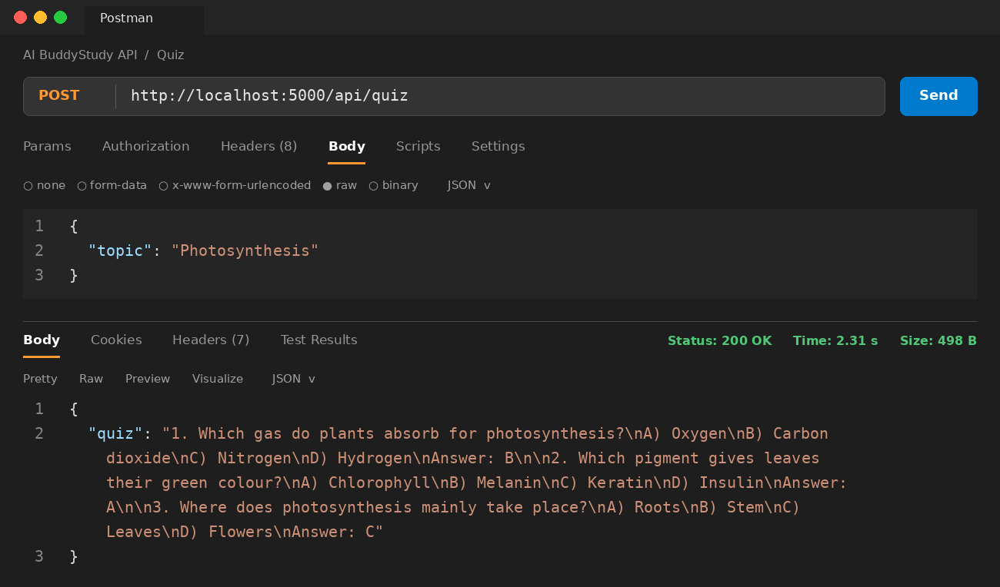 Postman
AI BuddyStudy API / Quiz
POST http://localhost:5000/api/quiz Send
Params Authorization Headers (8) Body Scripts Settings
none form-data x-www-form-urlencoded raw binary JSON v
1 {
2 "topic": "Photosynthesis"
3 }
Body Cookies Headers (7) Test Results Status: 200 OK Time: 2.31 s Size: 498 B
Pretty Raw Preview Visualize JSON v
1 {
2 "quiz": "1. Which gas do plants absorb for photosynthesis?\nA) Oxygen\nB) Carbon
dioxide\nC) Nitrogen\nD) Hydrogen\nAnswer: B\n\n2. Which pigment gives leaves
their green colour?\nA) Chlorophyll\nB) Melanin\nC) Keratin\nD) Insulin\nAnswer:
A\n\n3. Where does photosynthesis mainly take place?\nA) Roots\nB) Stem\nC)
Leaves\nD) Flowers\nAnswer: C"
3 }